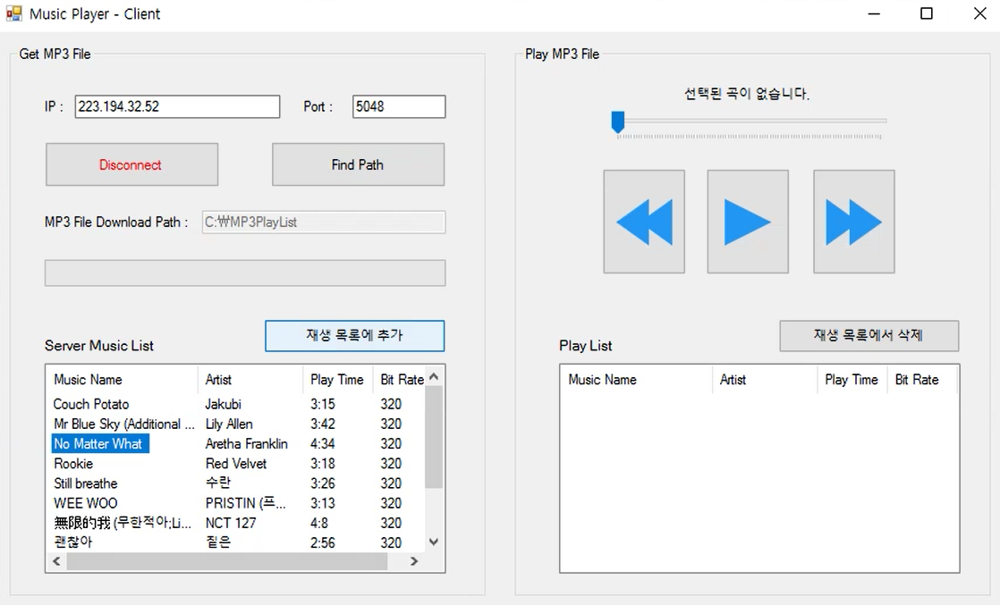 Music Player - Client
Get MP3 File
IP : 223.194.32.52 Port : 5048
Disconnect Find Path
MP3 File Download Path : C:₩MP3PlayList
재생 목록에 추가
Server Music List
Music Name Artist Play Time Bit Rate
Couch Potato Jakubi 3:15 320
Mr Blue Sky (Additional ... Lily Allen 3:42 320
No Matter What Aretha Franklin 4:34 320
Rookie Red Velvet 3:18 320
Still breathe 수란 3:26 320
WEE WOO PRISTIN (프... 3:13 320
無限的我 (무한적아;Li... NCT 127 4:8 320
괜찮아 짙은 2:56 320
Play MP3 File
선택된 곡이 없습니다.
재생 목록에서 삭제
Play List
Music Name Artist Play Time Bit Rate